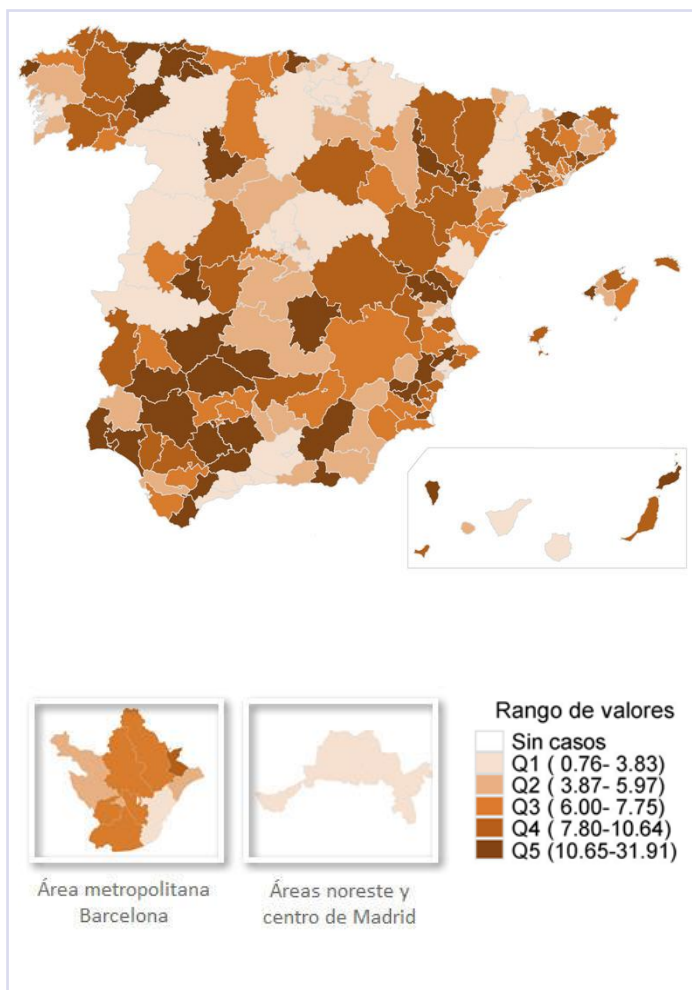 Rango de valores
Sin casos
Q1 ( 0.76- 3.83)
Q2 ( 3.87- 5.97)
Q3 ( 6.00- 7.75)
Q4 ( 7.80-10.64)
Q5 (10.65-31.91)
Área metropolitana
Barcelona
Áreas noreste y
centro de Madrid